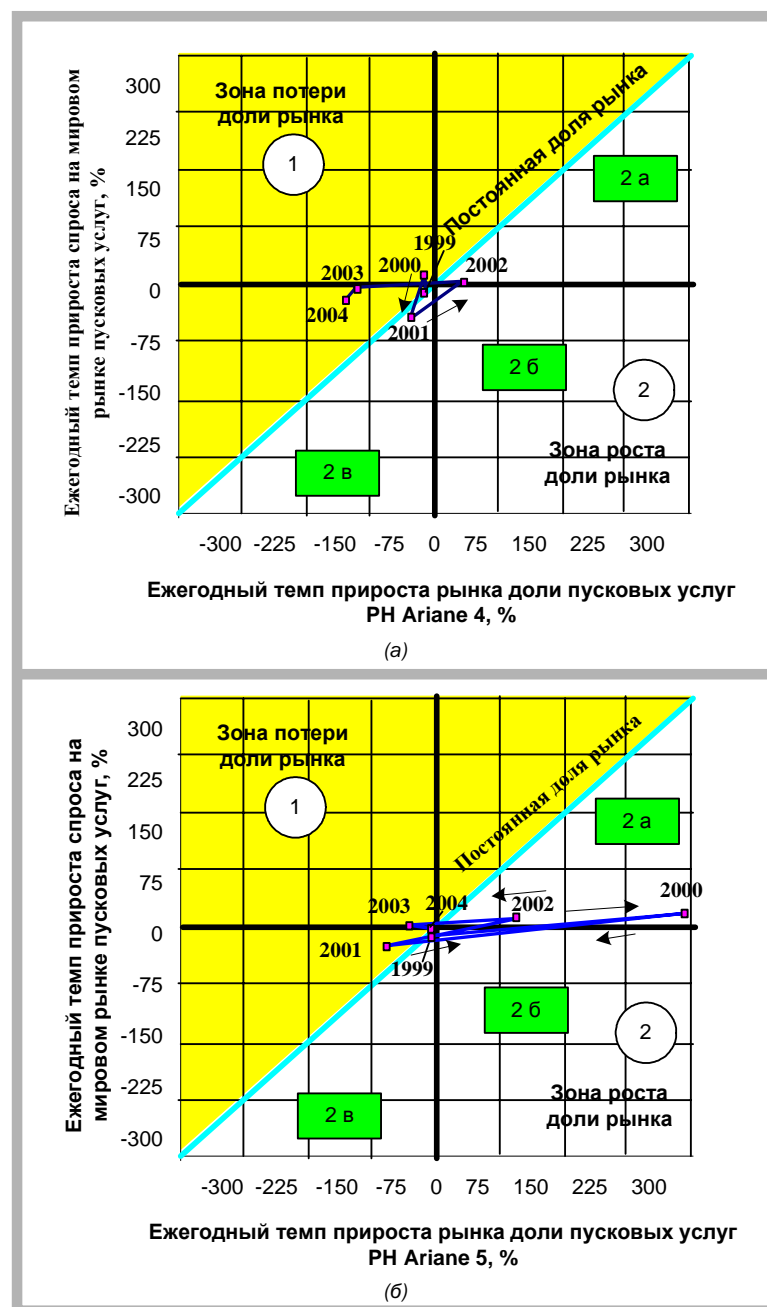 Ежегодный темп прироста спроса на мировом
рынке пусковых услуг, %
300
225
150
75
0
-75
-150
-225
-300
Зона потери
доли рынка
1
Постоянная доля рынка
2 а
1999
2003
2000
2002
2004
2001
2 б
2
2 в
Зона роста
доли рынка
-300 -225 -150 -75 0 75 150 225 300
Ежегодный темп прироста рынка доли пусковых услуг
РН Ariane 4, %
(а)
Ежегодный темп прироста спроса на
мировом рынке пусковых услуг, %
300
225
150
75
0
-75
-150
-225
-300
Зона потери
доли рынка
1
Постоянная доля рынка
2 а
2003
2004
2002
2000
2001
1999
2 б
2
2 в
Зона роста
доли рынка
-300 -225 -150 -75 0 75 150 225 300
Ежегодный темп прироста рынка доли пусковых услуг
РН Ariane 5, %
(б)